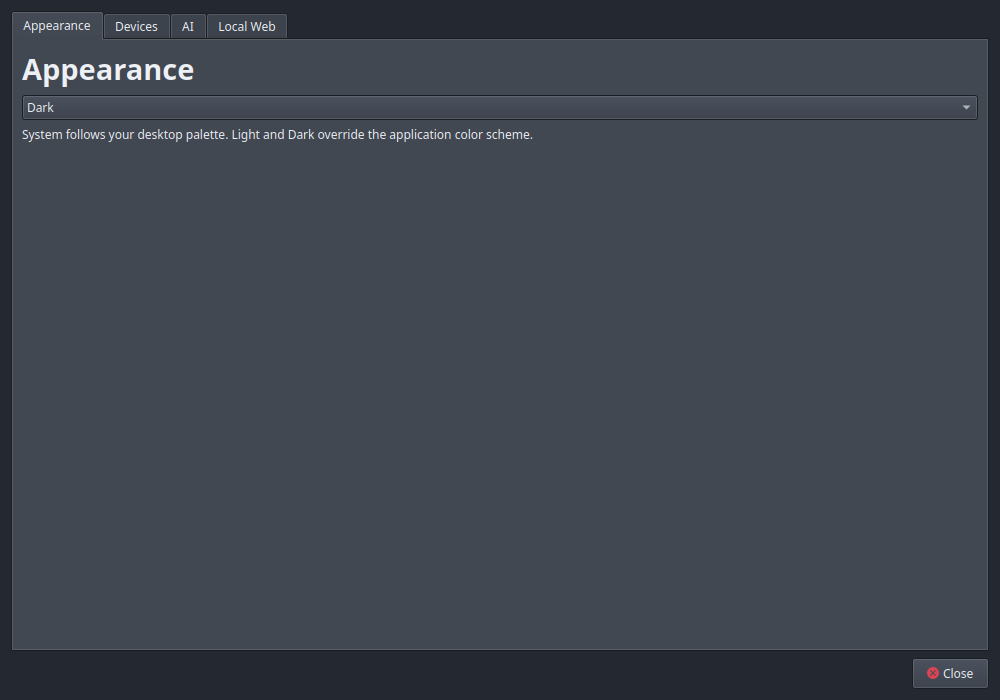 Appearance Devices AI Local Web
Appearance
Dark
System follows your desktop palette. Light and Dark override the application color scheme.
Close